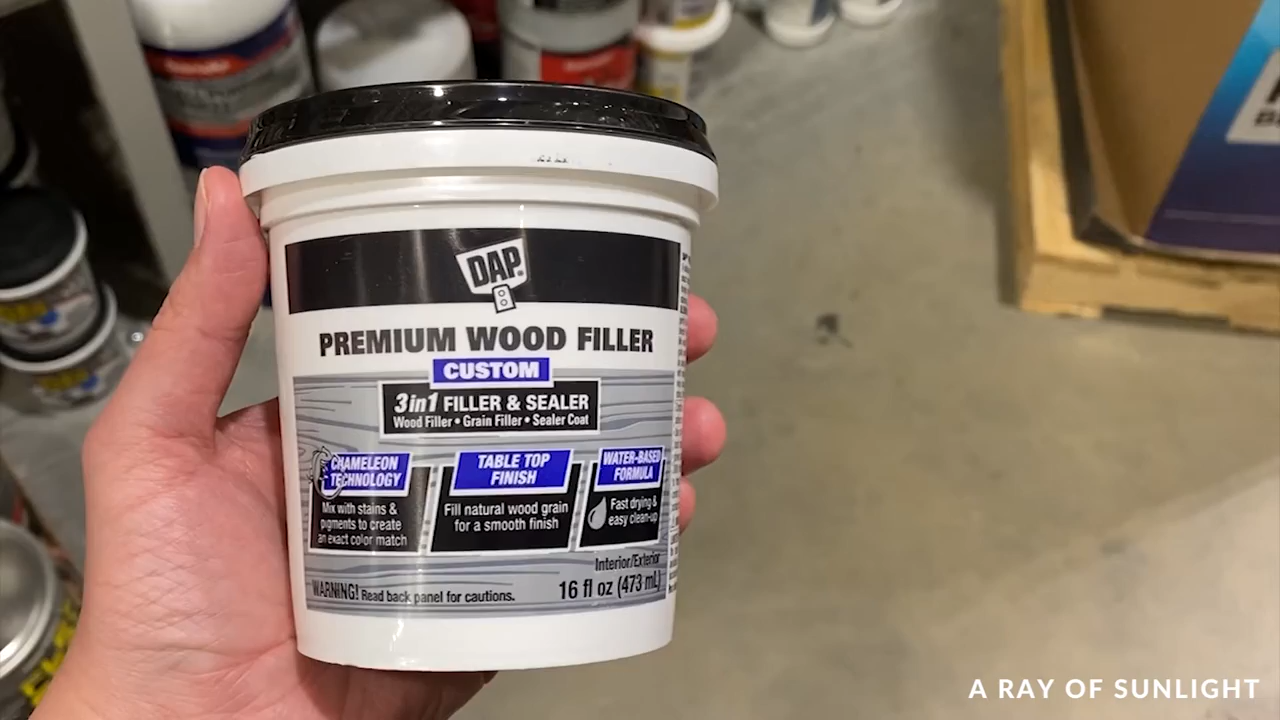 DAP
PREMIUM WOOD FILLER
CUSTOM
3in1 FILLER & SEALER
Wood Filler • Grain Filler • Sealer Coat
CHAMELEON
TECHNOLOGY
Mix with stains &
pigments to create
an exact color match
TABLE TOP
FINISH
Fill natural wood grain
for a smooth finish
WATER-BASED
FORMULA
Fast drying &
easy clean-up
Interior/Exterior
WARNING! Read back panel for cautions.
16 fl oz (473 mL)
A RAY OF SUNLIGHT